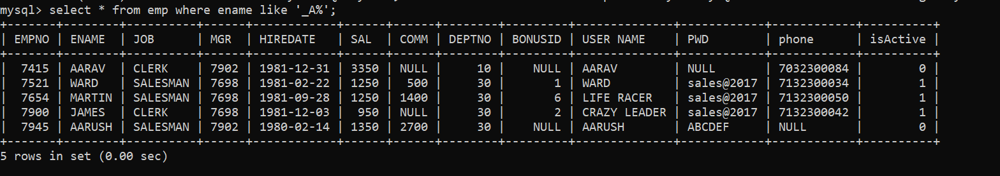 mysql> select * from emp where ename like '_A%';
+-------+--------+----------+------+------------+------+------+--------+---------+--------------+------------+------------+----------+
| EMPNO | ENAME  | JOB      | MGR  | HIREDATE   | SAL  | COMM | DEPTNO | BONUSID | USER NAME    | PWD        | phone      | isActive |
+-------+--------+----------+------+------------+------+------+--------+---------+--------------+------------+------------+----------+
|  7415 | AARAV  | CLERK    | 7902 | 1981-12-31 | 3350 | NULL |     10 |    NULL | AARAV        | NULL       | 7032300084 |        0 |
|  7521 | WARD   | SALESMAN | 7698 | 1981-02-22 | 1250 |  500 |     30 |       1 | WARD         | sales@2017 | 7132300034 |        1 |
|  7654 | MARTIN | SALESMAN | 7698 | 1981-09-28 | 1250 | 1400 |     30 |       6 | LIFE RACER   | sales@2017 | 7132300050 |        1 |
|  7900 | JAMES  | CLERK    | 7698 | 1981-12-03 |  950 | NULL |     30 |       2 | CRAZY LEADER | sales@2017 | 7132300042 |        1 |
|  7945 | AARUSH | SALESMAN | 7902 | 1980-02-14 | 1350 | 2700 |     30 |    NULL | AARUSH       | ABCDEF     | NULL       |        0 |
+-------+--------+----------+------+------------+------+------+--------+---------+--------------+------------+------------+----------+
5 rows in set (0.00 sec)